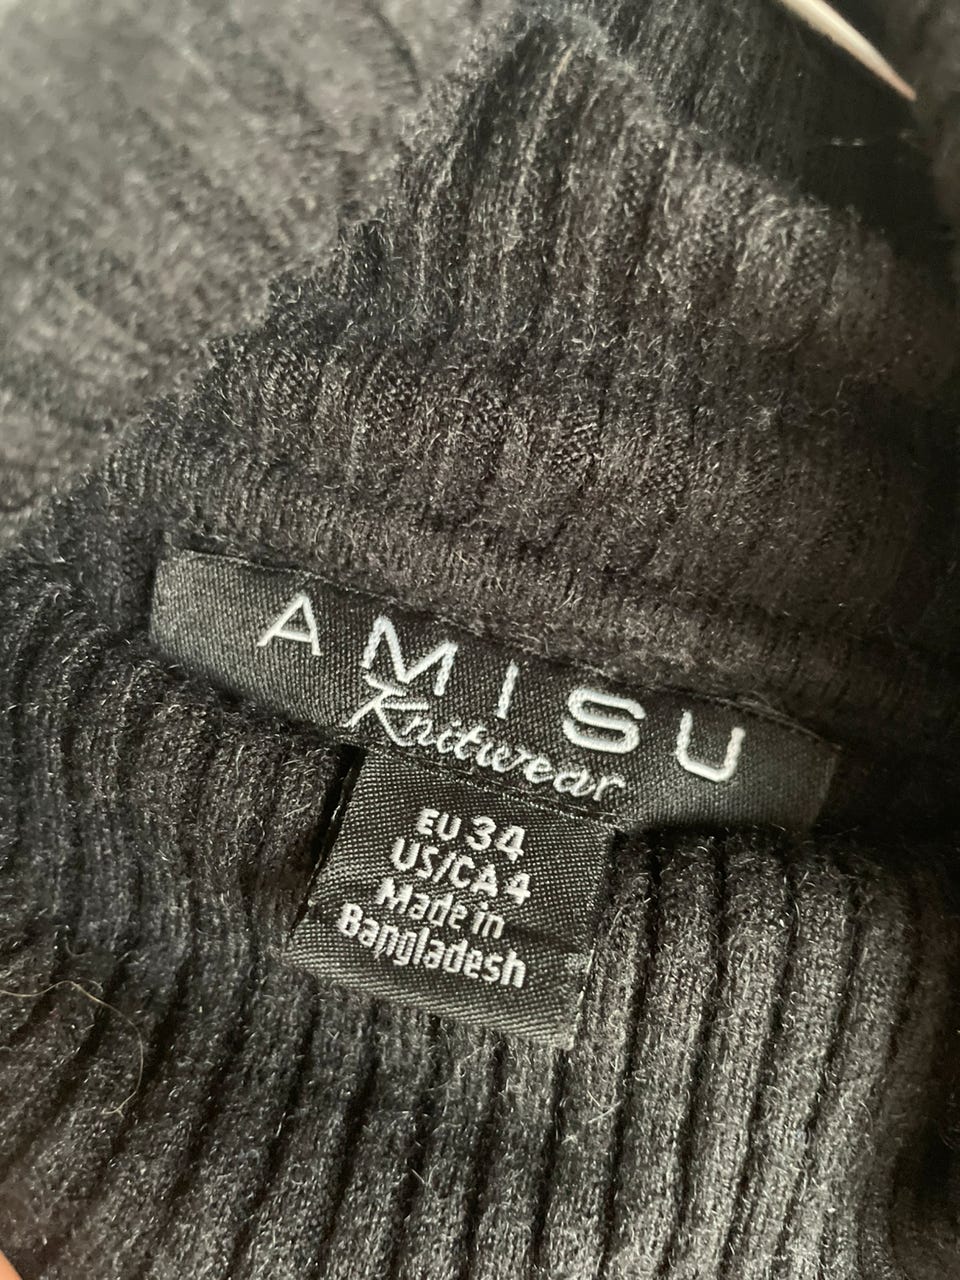 AMISU
Knitwear
EU 34
US/CA 4
Made in
Bangladesh